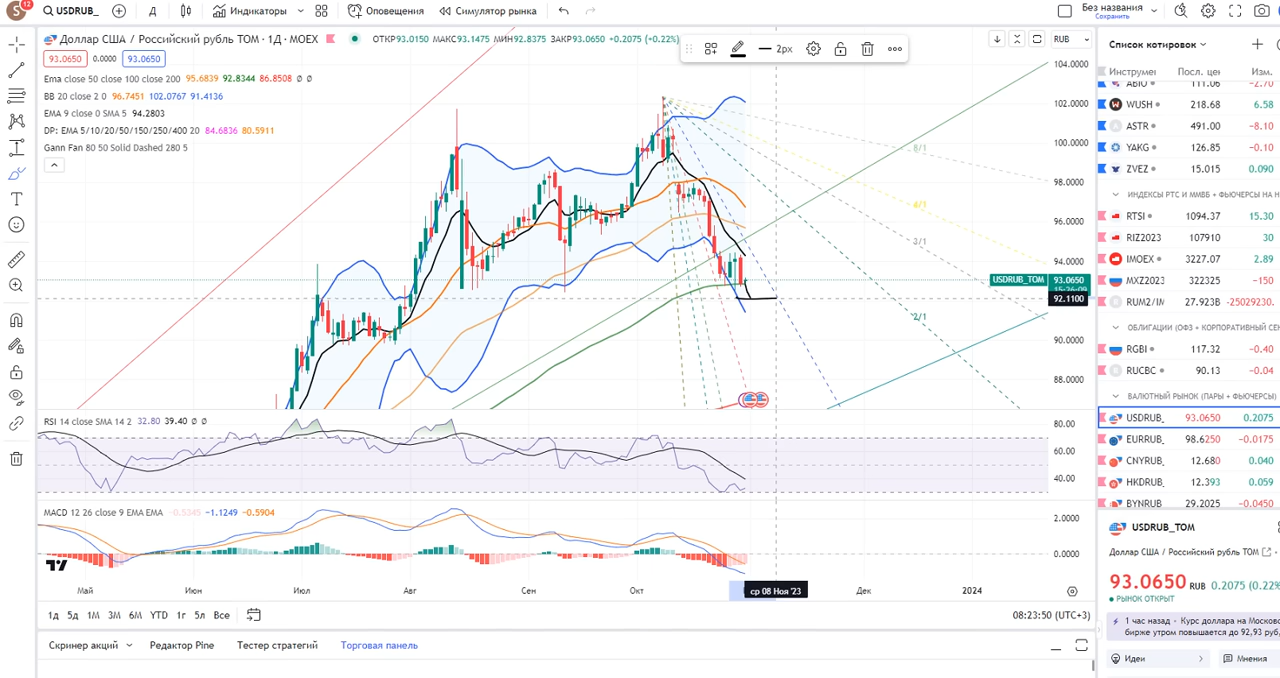 S 12 USDRUB_ Д Индикаторы Оповещения Симулятор рынка Без названия
Сохранить
Доллар США / Российский рубль ТОМ · 1Д · MOEX ОТКР93.0150 МАКС93.1475 МИН92.8375 ЗАКР93.0650 +0.2075 (+0.22%)
2px
RUB
Список котировок
93.0650 0.0000 93.0650
Инструмен Посл. цен Изм.
Ema close 50 close 100 close 200 95.6839 92.8344 86.8508 ∅ ∅
BB 20 close 2 0 96.7451 102.0767 91.4136
EMA 9 close 0 SMA 5 94.2803
DP: EMA 5/10/20/50/150/250/400 20 84.6836 80.5911
Gann Fan 80 50 Solid Dashed 280 5
104.0000
102.0000
100.0000
98.0000
96.0000
94.0000
90.0000
88.0000
8/1
4/1
3/1
2/1
USDRUB_TOM 93.0650
92.1100
ABIO 111.06 -2.70
WUSH 218.68 6.58
ASTR 491.00 -8.10
YAKG 126.85 -0.10
ZVEZ 15.015 0.090
ИНДЕКСЫ РТС И ММВБ + ФЬЮЧЕРСЫ НА Н
RTSI 1094.37 15.30
RIZ2023 107910 30
IMOEX 3227.07 2.89
MXZ2023 322325 -150
RUM2/IM 27.923B -25029230.
ОБЛИГАЦИИ (ОФЗ + КОРПОРАТИВНЫЙ СЕ
RGBI 117.32 -0.40
RUCBC 90.13 -0.04
ВАЛЮТНЫЙ РЫНОК (ПАРЫ + ФЬЮЧЕРСЫ)
USDRUB_ 93.0650 0.2075
EURRUB_ 98.6250 -0.0175
CNYRUB_ 12.680 0.040
HKDRUB_ 12.393 0.059
BYNRUB_ 29.2025 -0.0450
RSI 14 close SMA 14 2 32.80 39.40 ∅ ∅
80.00
60.00
40.00
MACD 12 26 close 9 EMA EMA -0.5345 -1.1249 -0.5904
2.0000
0.0000
Май Июн Июл Авг Сен Окт ср 08 Ноя '23 Дек 2024
1д 5д 1М 3М 6М YTD 1г 5л Все 08:23:50 (UTC+3)
Скринер акций Редактор Pine Тестер стратегий Торговая панель
USDRUB_TOM
Доллар США / Российский рубль ТОМ
93.0650 RUB 0.2075 (0.22%
РЫНОК ОТКРЫТ
1 час назад · Курс доллара на Московско
бирже утром повышается до 92,93 руб,
Идеи Мнения